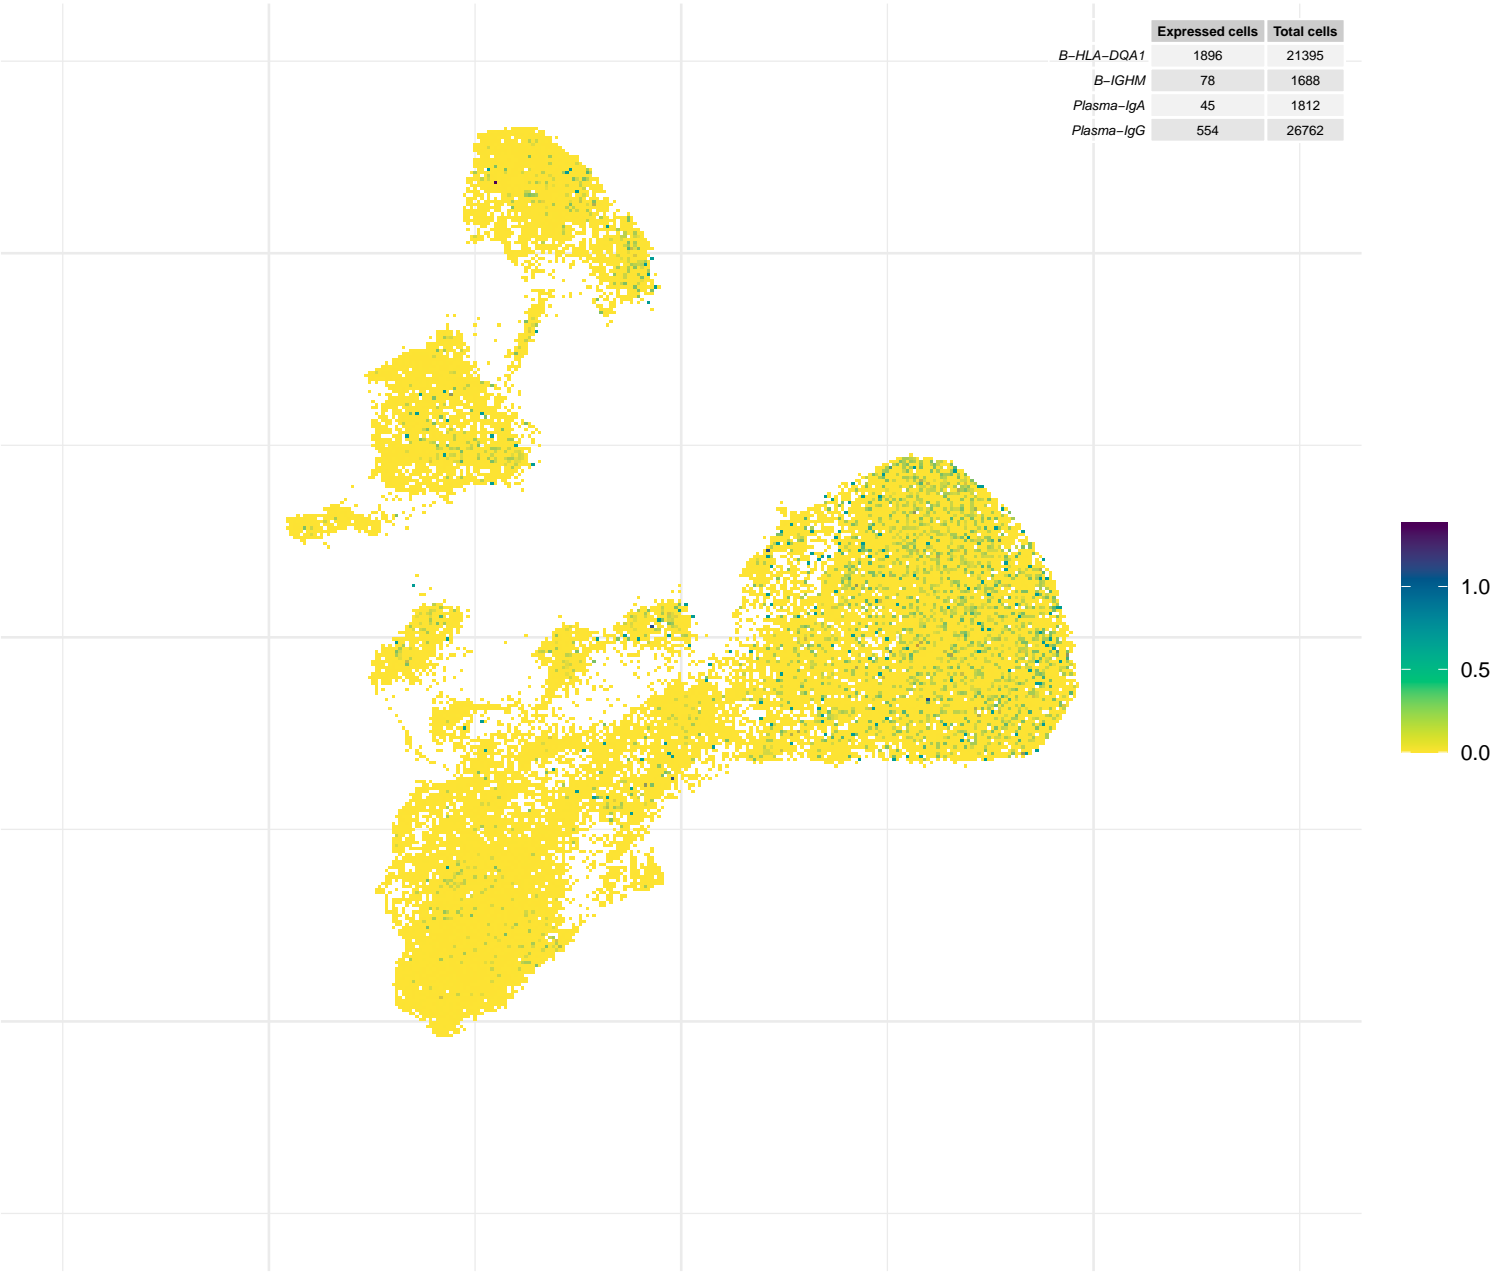 Expressed cells Total cells
B-HLA-DQA1 1896 21395
B-IGHM 78 1688
Plasma-IgA 45 1812
Plasma-IgG 554 26762
1.0
0.5
0.0